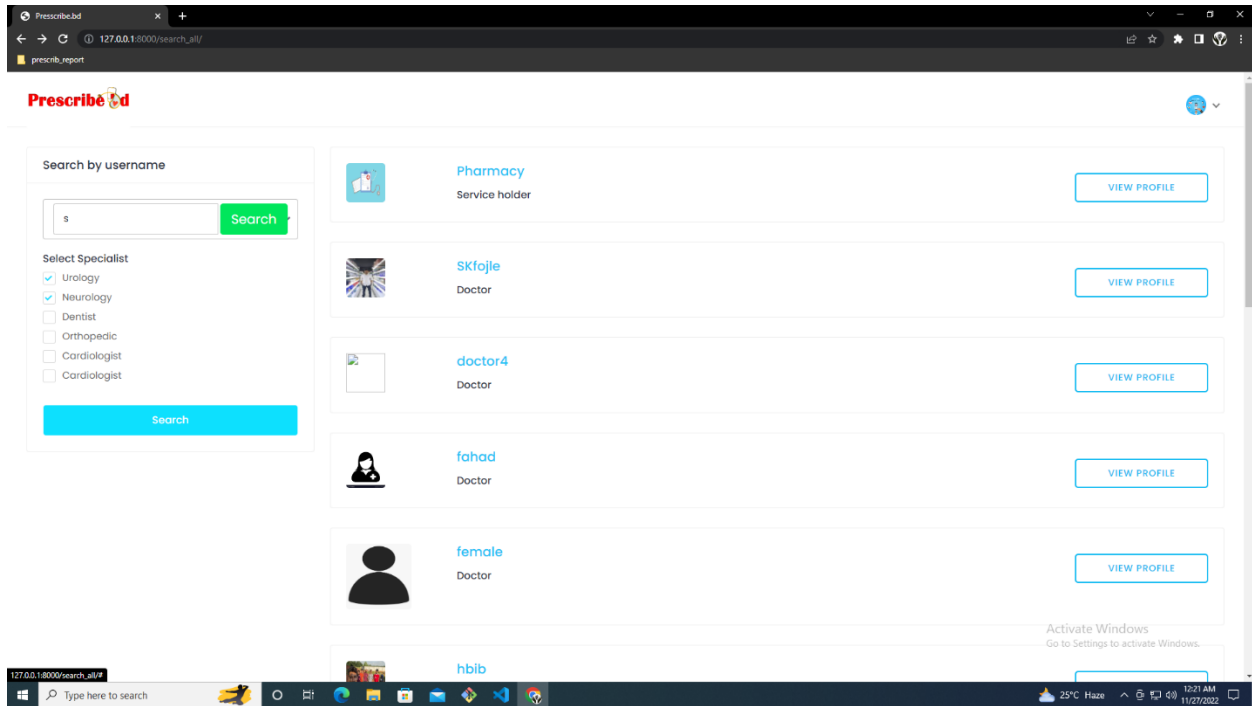 Presscribe.bd
127.0.0.1:8000/search_all/
prescrib_report
Prescribe bd
Search by username
s
Search
Select Specialist
Urology
Neurology
Dentist
Orthopedic
Cardiologist
Cardiologist
Search
Pharmacy
Service holder
VIEW PROFILE
SKfojle
Doctor
VIEW PROFILE
doctor4
Doctor
VIEW PROFILE
fahad
Doctor
VIEW PROFILE
female
Doctor
VIEW PROFILE
hbib
Activate Windows
Go to Settings to activate Windows.
127.0.0.1:8000/search_all/#
Type here to search
25°C Haze
12:21 AM
11/27/2022